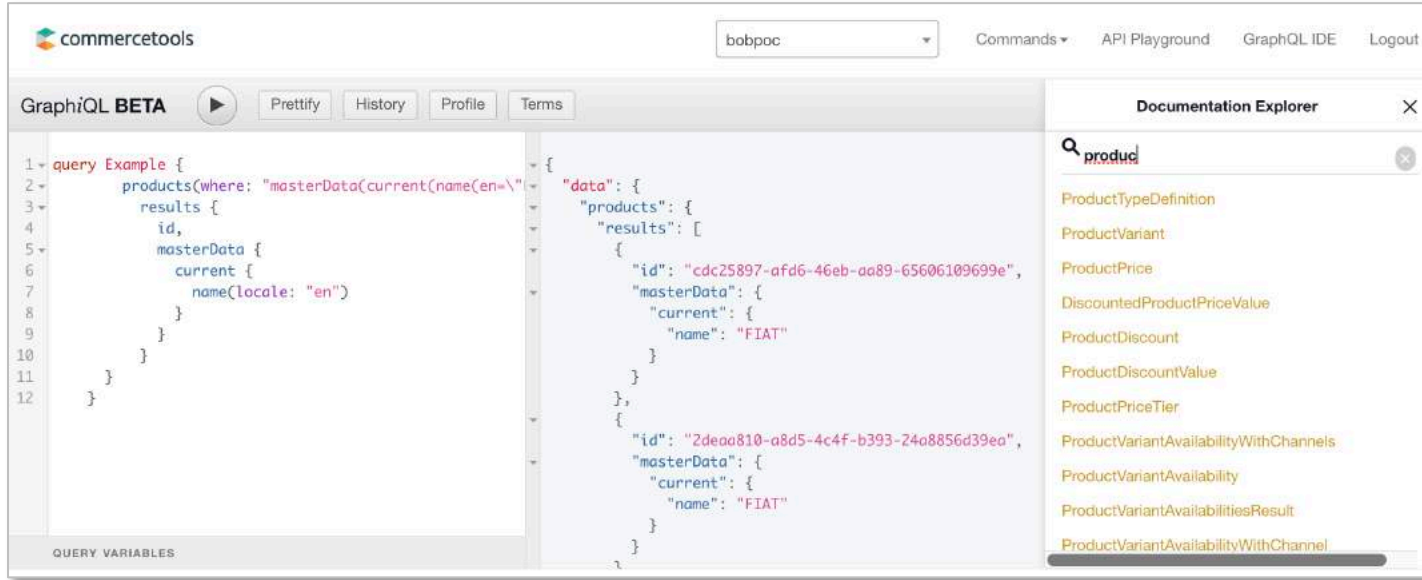 commercetools
bobpoc
Commands
API Playground
GraphQL IDE
Logout
GraphiQL BETA
Prettify
History
Profile
Terms
1 query Example {
2 products(where: "masterData(current(name(en=\"
3 results {
4 id,
5 masterData {
6 current {
7 name(locale: "en")
8 }
9 }
10 }
11 }
12 }
QUERY VARIABLES
{
"data": {
"products": {
"results": [
{
"id": "cdc25897-afd6-46eb-aa89-65606109699e",
"masterData": {
"current": {
"name": "FIAT"
}
}
},
{
"id": "2deaa810-a8d5-4c4f-b393-24a8856d39ea",
"masterData": {
"current": {
"name": "FIAT"
}
}
}
Documentation Explorer
produc
ProductTypeDefinition
ProductVariant
ProductPrice
DiscountedProductPriceValue
ProductDiscount
ProductDiscountValue
ProductPriceTier
ProductVariantAvailabilityWithChannels
ProductVariantAvailability
ProductVariantAvailabilitiesResult
ProductVariantAvailabilityWithChannel